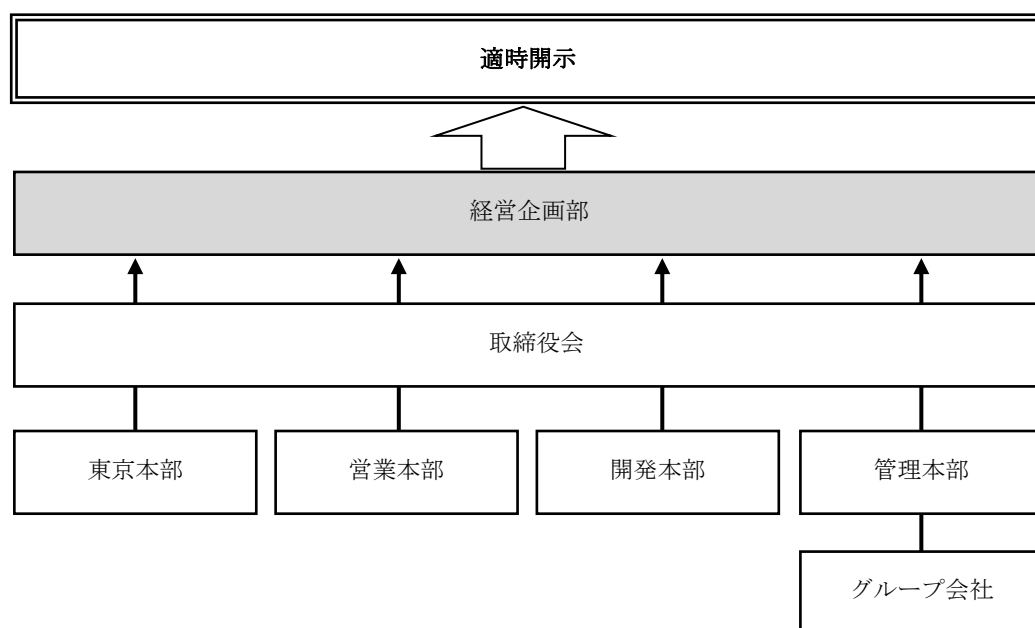 適時開示
経営企画部
取締役会
東京本部
営業本部
開発本部
管理本部
グループ会社